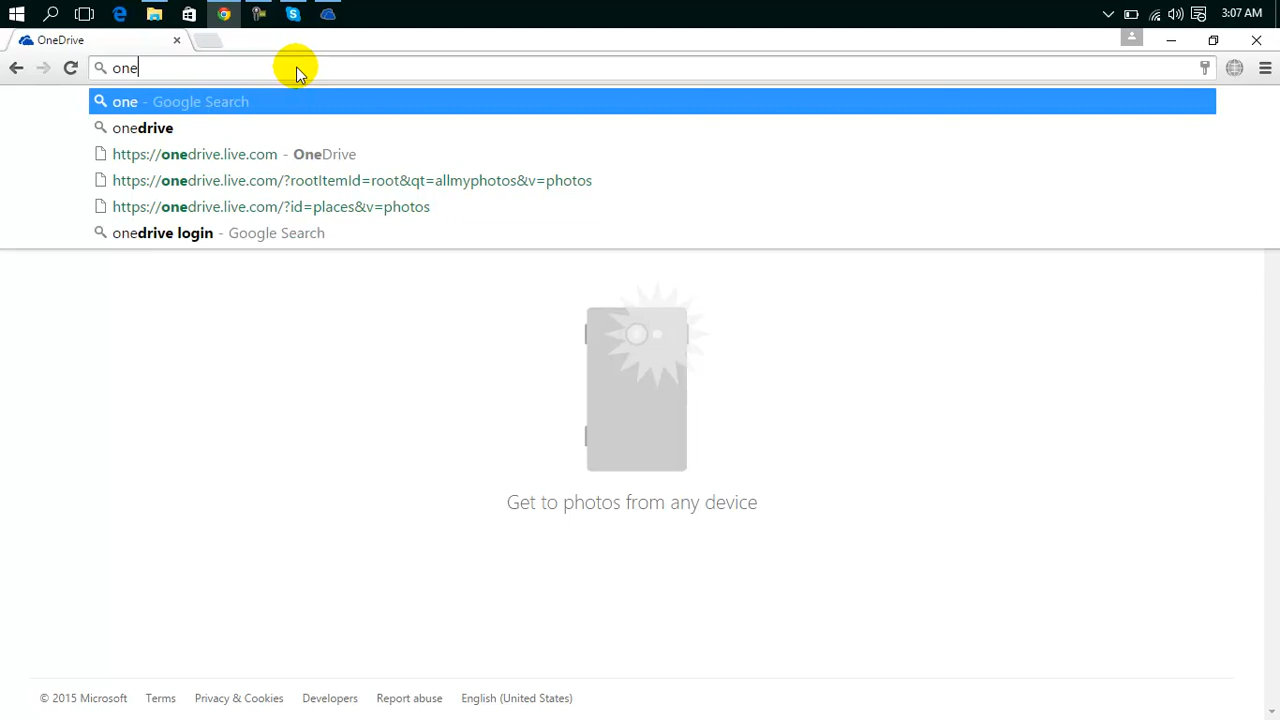 3:07 AM
OneDrive
one
one - Google Search
onedrive
https://onedrive.live.com - OneDrive
https://onedrive.live.com/?rootItemId=root&qt=allmyphotos&v=photos
https://onedrive.live.com/?id=places&v=photos
onedrive login - Google Search
Get to photos from any device
© 2015 Microsoft Terms Privacy & Cookies Developers Report abuse English (United States)